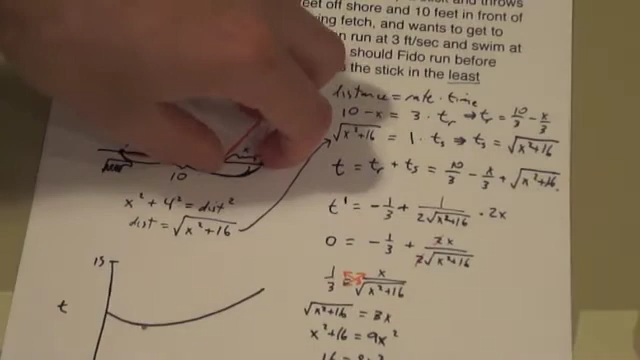 and throws
feet off shore and 10 feet in front of
fetch, and wants to get
run at 3 ft/sec and swim at
should Fido run before
the stick in the least
distance = rate · time
10 - x = 3 · t_r ⇒ t_r = 10/3 - x/3
√(x²+16) = 1 · t_s ⇒ t_s = √(x²+16)
t = t_r + t_s = 10/3 - x/3 + √(x²+16).
t' = -1/3 + 1/(2√(x²+16)) · 2x
0 = -1/3 + 2x/(2√(x²+16))
1/3 = x/√(x²+16)
√(x²+16) = 3x
x²+16 = 9x²
x
10
x² + 4² = dist²
dist = √(x²+16)
15
t